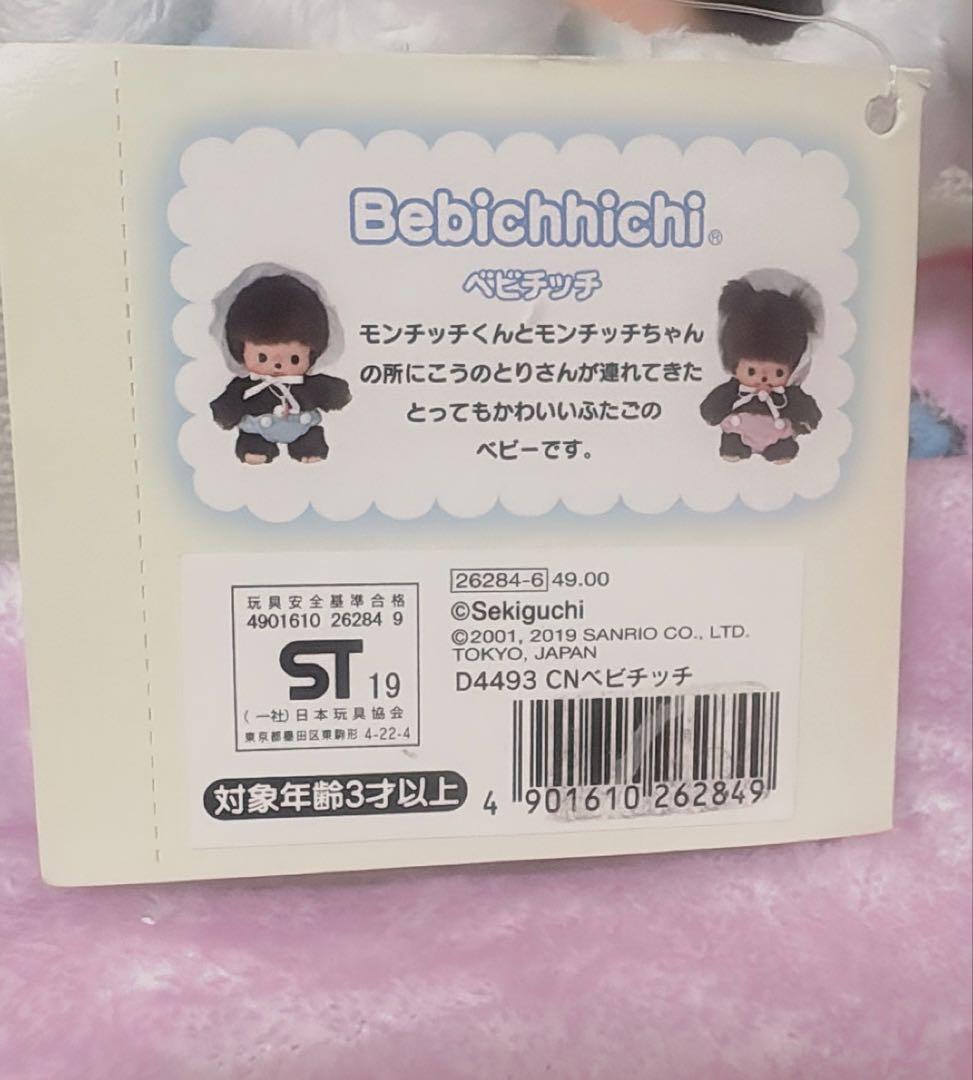 Bebichhichi®
ベビチッチ
モンチッチくんとモンチッチちゃん
の所にこうのとりさんが連れてきた
とってもかわいいふたごの
ベビーです。
玩具安全基準合格
4901610 26284 9
ST 19
(一社)日本玩具協会
東京都墨田区東駒形 4-22-4
対象年齢3才以上
26284-6 49.00
©Sekiguchi
©2001, 2019 SANRIO CO., LTD.
TOKYO, JAPAN
D4493 CNベビチッチ
4 901610 262849